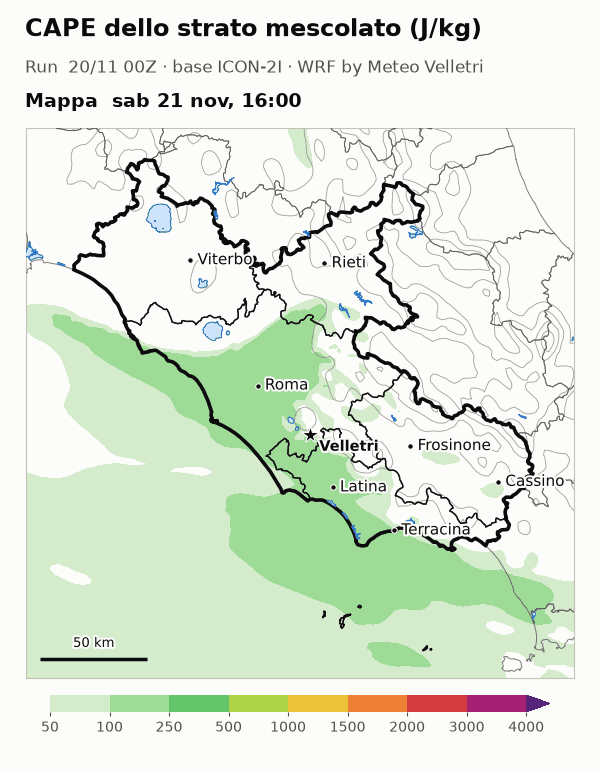 CAPE dello strato mescolato (J/kg)
Run  20/11 00Z · base ICON-2I · WRF by Meteo Velletri
Mappa  sab 21 nov, 16:00
Viterbo
Rieti
Roma
Velletri
Frosinone
Latina
Cassino
Terracina
50 km
50 100 250 500 1000 1500 2000 3000 4000